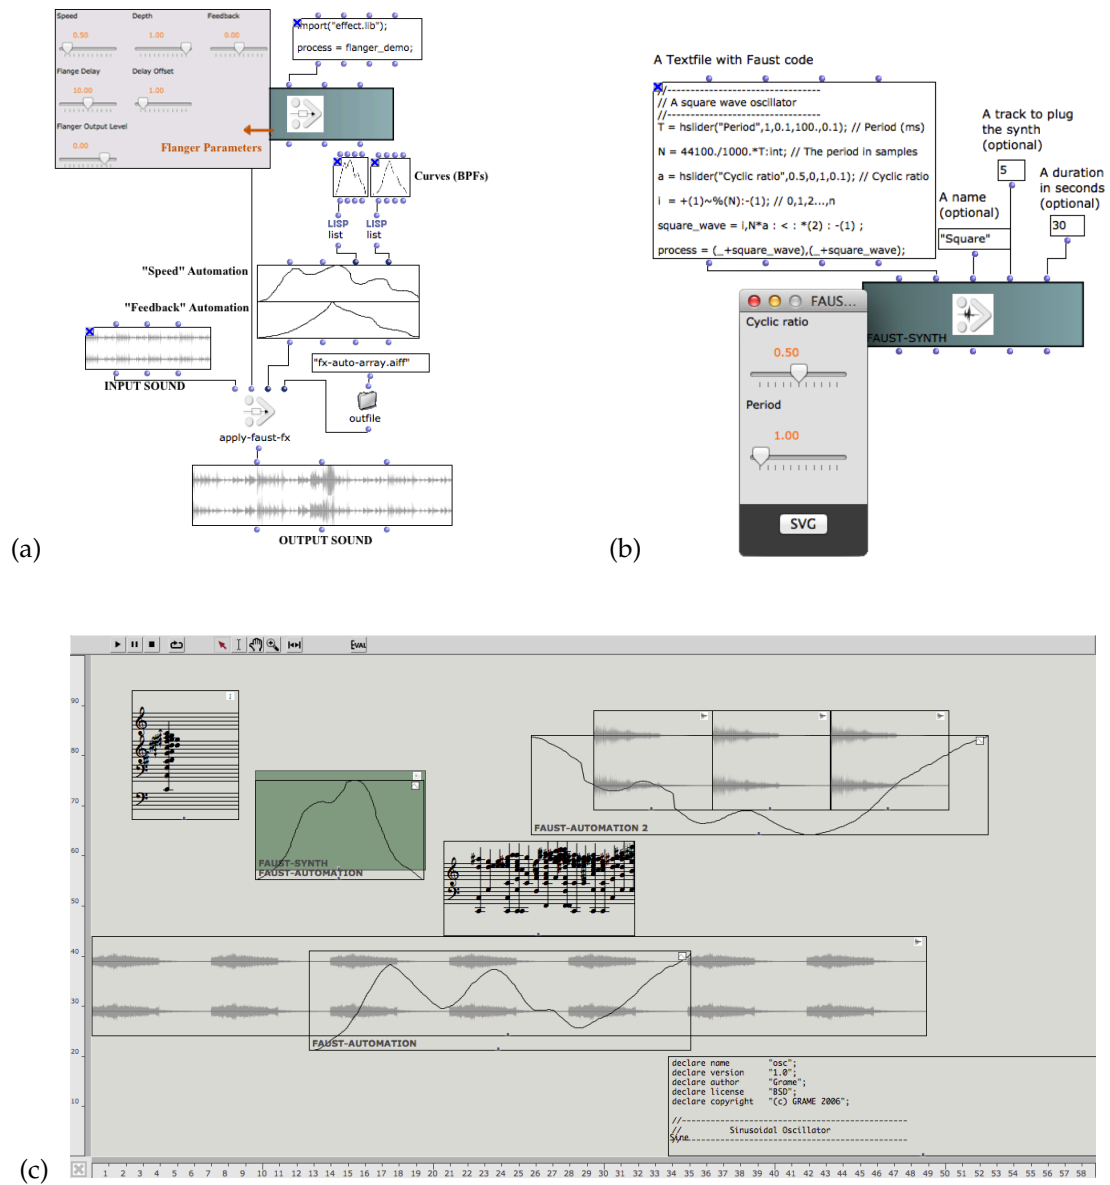 Speed Depth Feedback
0.50 1.00 0.00
Flange Delay Delay Offset
10.00 1.00
Flanger Output Level
0.00
Flanger Parameters
import("effect.lib");
process = flanger_demo;
Curves (BPFs)
LISP LISP
list list
"Speed" Automation
"Feedback" Automation
INPUT SOUND
"fx-auto-array.aiff"
outfile
apply-faust-fx
OUTPUT SOUND
(a)
A Textfile with Faust code
//----------------------------------
// A square wave oscillator
//----------------------------------
T = hslider("Period",1,0.1,100.,0.1); // Period (ms)
N = 44100./1000.*T:int; // The period in samples
a = hslider("Cyclic ratio",0.5,0,1,0.1); // Cyclic ratio
i = +(1)~%(N):-(1); // 0,1,2...,n
square_wave = i,N*a : < : *(2) : -(1) ;
process = (_+square_wave),(_+square_wave);
A track to plug
the synth
(optional)
5
A name
(optional)
"Square"
A duration
in seconds
(optional)
30
FAUST-SYNTH
FAUS...
Cyclic ratio
0.50
Period
1.00
SVG
(b)
EVAL
90
80
70
60
50
40
30
20
10
FAUST-SYNTH
FAUST-AUTOMATION
FAUST-AUTOMATION 2
FAUST-AUTOMATION
declare name "osc";
declare version "1.0";
declare author "Grame";
declare license "BSD";
declare copyright "(c) GRAME 2006";
//-----------------------------------------------
// Sinusoidal Oscillator
//-----------------------------------------------
Sine
1 2 3 4 5 6 7 8 9 10 11 12 13 14 15 16 17 18 19 20 21 22 23 24 25 26 27 28 29 30 31 32 33 34 35 36 37 38 39 40 41 42 43 44 45 46 47 48 49 50 51 52 53 54 55 56 57 58
(c)